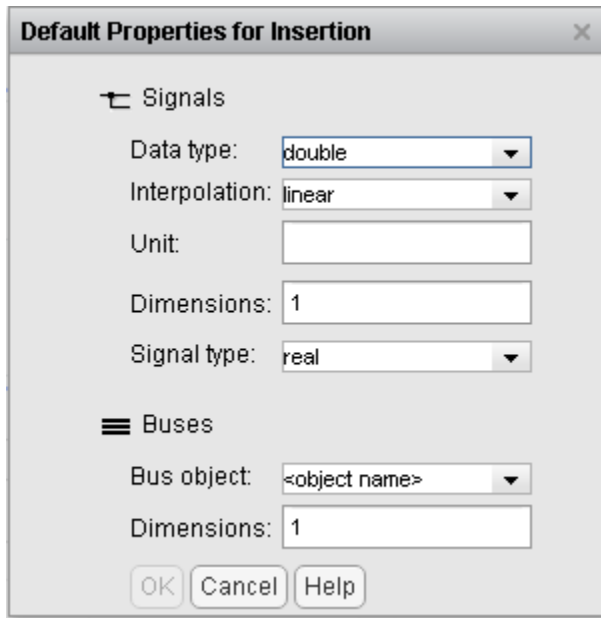 Default Properties for Insertion
Signals
Data type: double
Interpolation: linear
Unit:
Dimensions: 1
Signal type: real
Buses
Bus object: <object name>
Dimensions: 1
OK Cancel Help